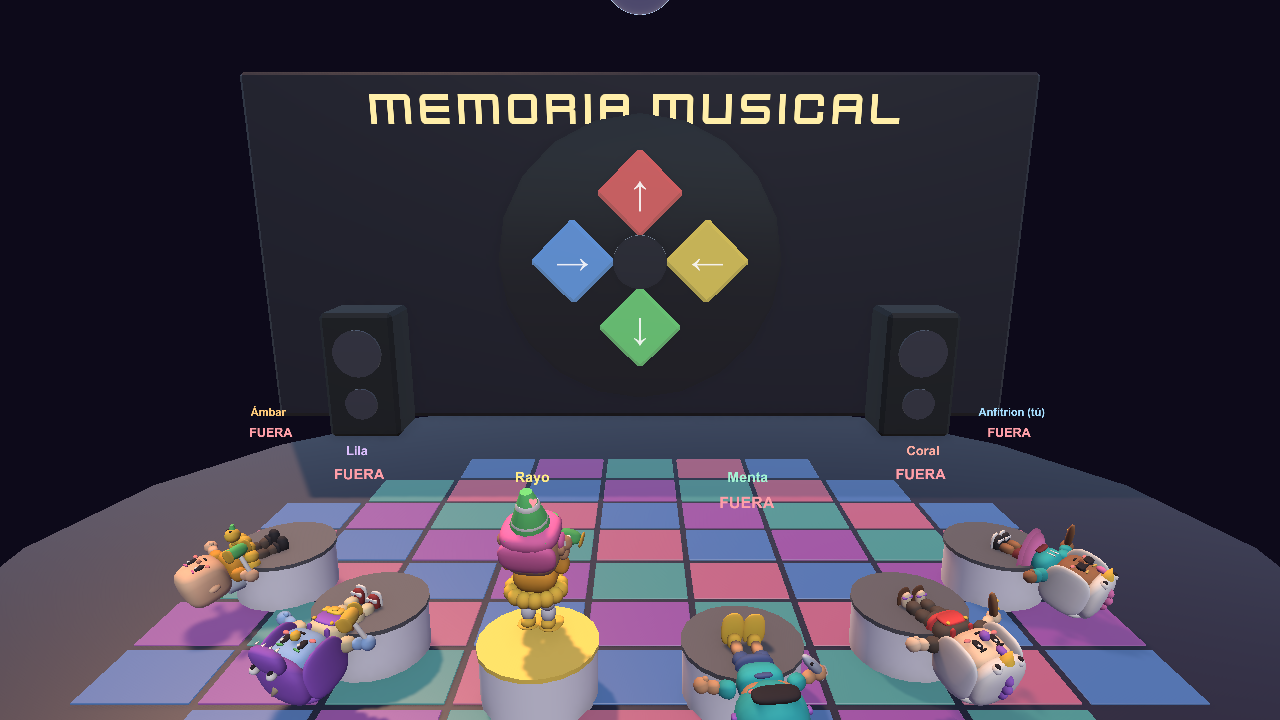 MEMORIA MUSICAL
↑
→ ←
↓
Ámbar
FUERA
Anfitrion (tú)
FUERA
Lila
FUERA
Coral
FUERA
Rayo
Menta
FUERA